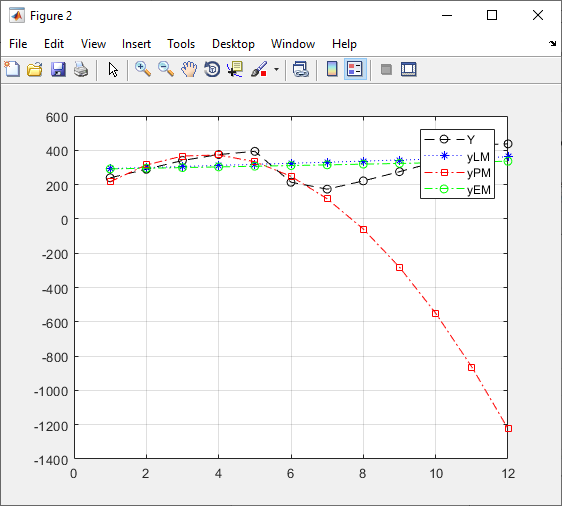 Figure 2
File Edit View Insert Tools Desktop Window Help
600
400
200
0
-200
-400
-600
-800
-1000
-1200
-1400
0 2 4 6 8 10 12
Y
yLM
yPM
yEM